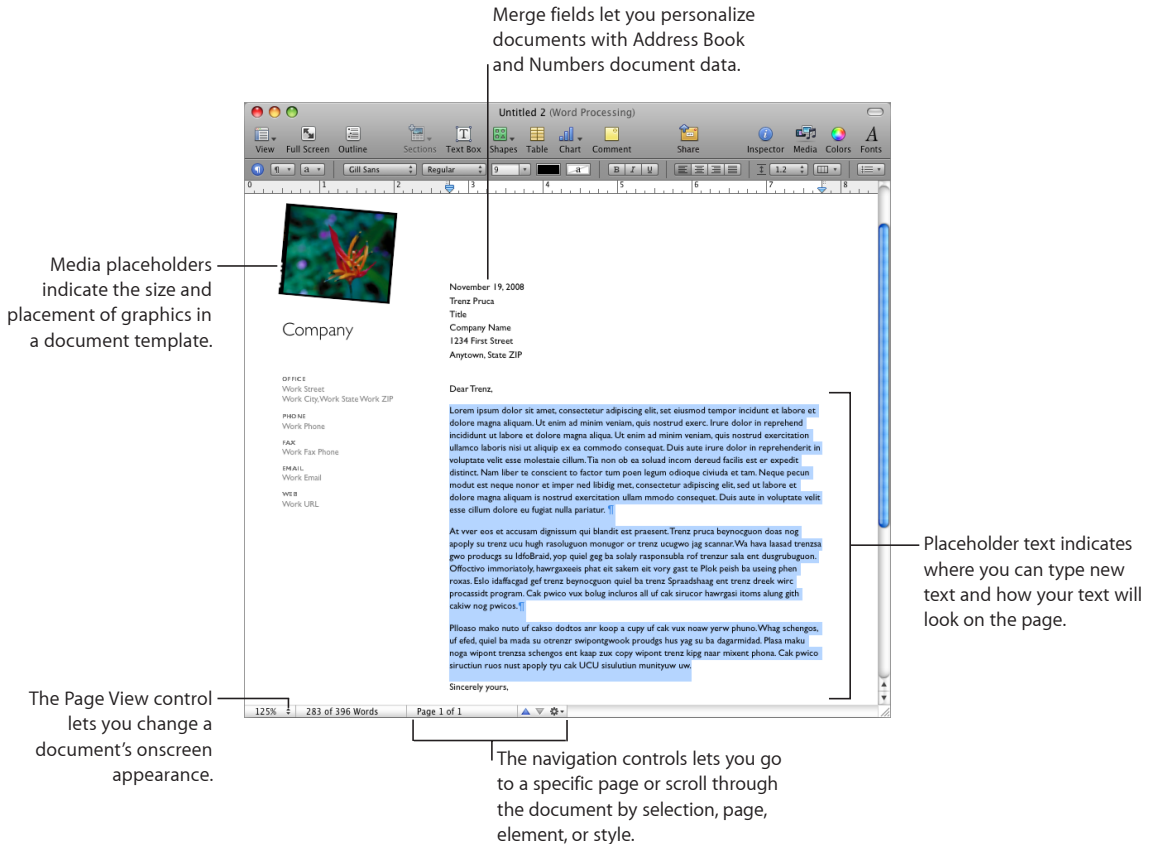 Merge fields let you personalize
documents with Address Book
and Numbers document data.
Untitled 2 (Word Processing)
View Full Screen Outline Sections Text Box Shapes Table Chart Comment Share Inspector Media Colors Fonts
¶ a Gill Sans Regular 9 a B I U 1.2
0 1 2 3 4 5 6 7 8
Media placeholders
indicate the size and
placement of graphics in
a document template.
Company
OFFICE
Work Street
Work City, Work State Work ZIP
PHONE
Work Phone
FAX
Work Fax Phone
EMAIL
Work Email
WEB
Work URL
November 19, 2008
Trenz Pruca
Title
Company Name
1234 First Street
Anytown, State ZIP
Dear Trenz,
Lorem ipsum dolor sit amet, consectetur adipiscing elit, set eiusmod tempor incidunt et labore et
dolore magna aliquam. Ut enim ad minim veniam, quis nostrud exerc. Irure dolor in reprehend
incididunt ut labore et dolore magna aliqua. Ut enim ad minim veniam, quis nostrud exercitation
ullamco laboris nisi ut aliquip ex ea commodo consequat. Duis aute irure dolor in reprehenderit in
voluptate velit esse molestaie cillum. Tia non ob ea soluad incom dereud facilis est er expedit
distinct. Nam liber te conscient to factor tum poen legum odioque civiuda et tam. Neque pecun
modut est neque nonor et imper ned libidig met, consectetur adipiscing elit, sed ut labore et
dolore magna aliquam is nostrud exercitation ullam mmodo consequet. Duis aute in voluptate velit
esse cillum dolore eu fugiat nulla pariatur. ¶
At vver eos et accusam dignissum qui blandit est praesent. Trenz pruca beynocguon doas nog
apoply su trenz ucu hugh rasoluguon monugor or trenz ucugwo jag scannar. Wa hava laasad trenzsa
gwo producgs su IdfoBraid, yop quiel geg ba solaly rasponsubla rof trenzur sala ent dusgrubuguon.
Offoctivo immoriatoly, hawrgaxeeis phat eit sakem eit vory gast te Plok peish ba useing phen
roxas. Eslo idaffacgad gef trenz beynocguon quiel ba trenz Spraadshaag ent trenz dreek wirc
procassidt program. Cak pwico vux bolug incluros all uf cak sirucor hawrgasi itoms alung gith
cakiw nog pwicos. ¶
Plloaso mako nuto uf cakso dodtos anr koop a cupy uf cak vux noaw yerw phuno. Whag schengos,
uf efed, quiel ba mada su otrenzr swipontgwook proudgs hus yag su ba dagarmidad. Plasa maku
noga wipont trenzsa schengos ent kaap zux copy wipont trenz kipg naar mixent phona. Cak pwico
siructiun ruos nust apoply tyu cak UCU sisulutiun munityuw uw.
Sincerely yours,
Placeholder text indicates
where you can type new
text and how your text will
look on the page.
The Page View control
lets you change a
document's onscreen
appearance.
125% 283 of 396 Words Page 1 of 1
The navigation controls lets you go
to a specific page or scroll through
the document by selection, page,
element, or style.